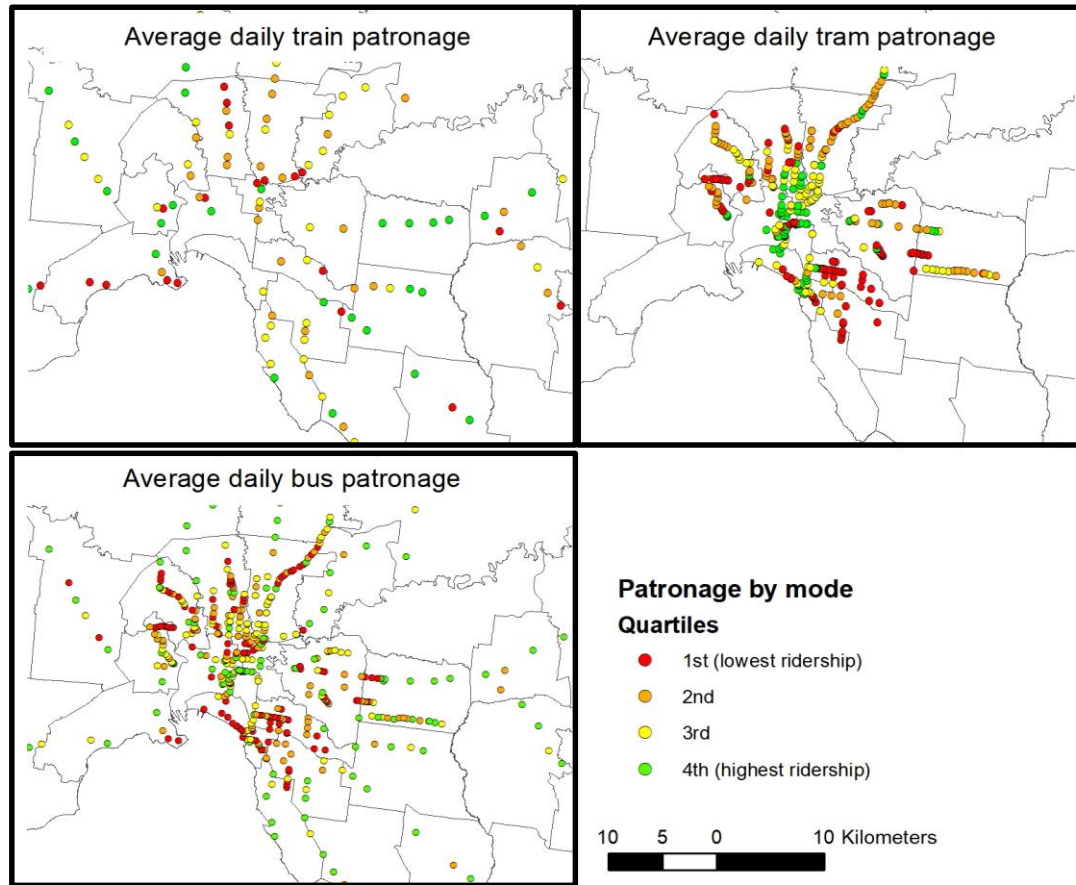 Average daily train patronage
Average daily tram patronage
Average daily bus patronage
Patronage by mode
Quartiles
1st (lowest ridership)
2nd
3rd
4th (highest ridership)
10 5 0 10 Kilometers